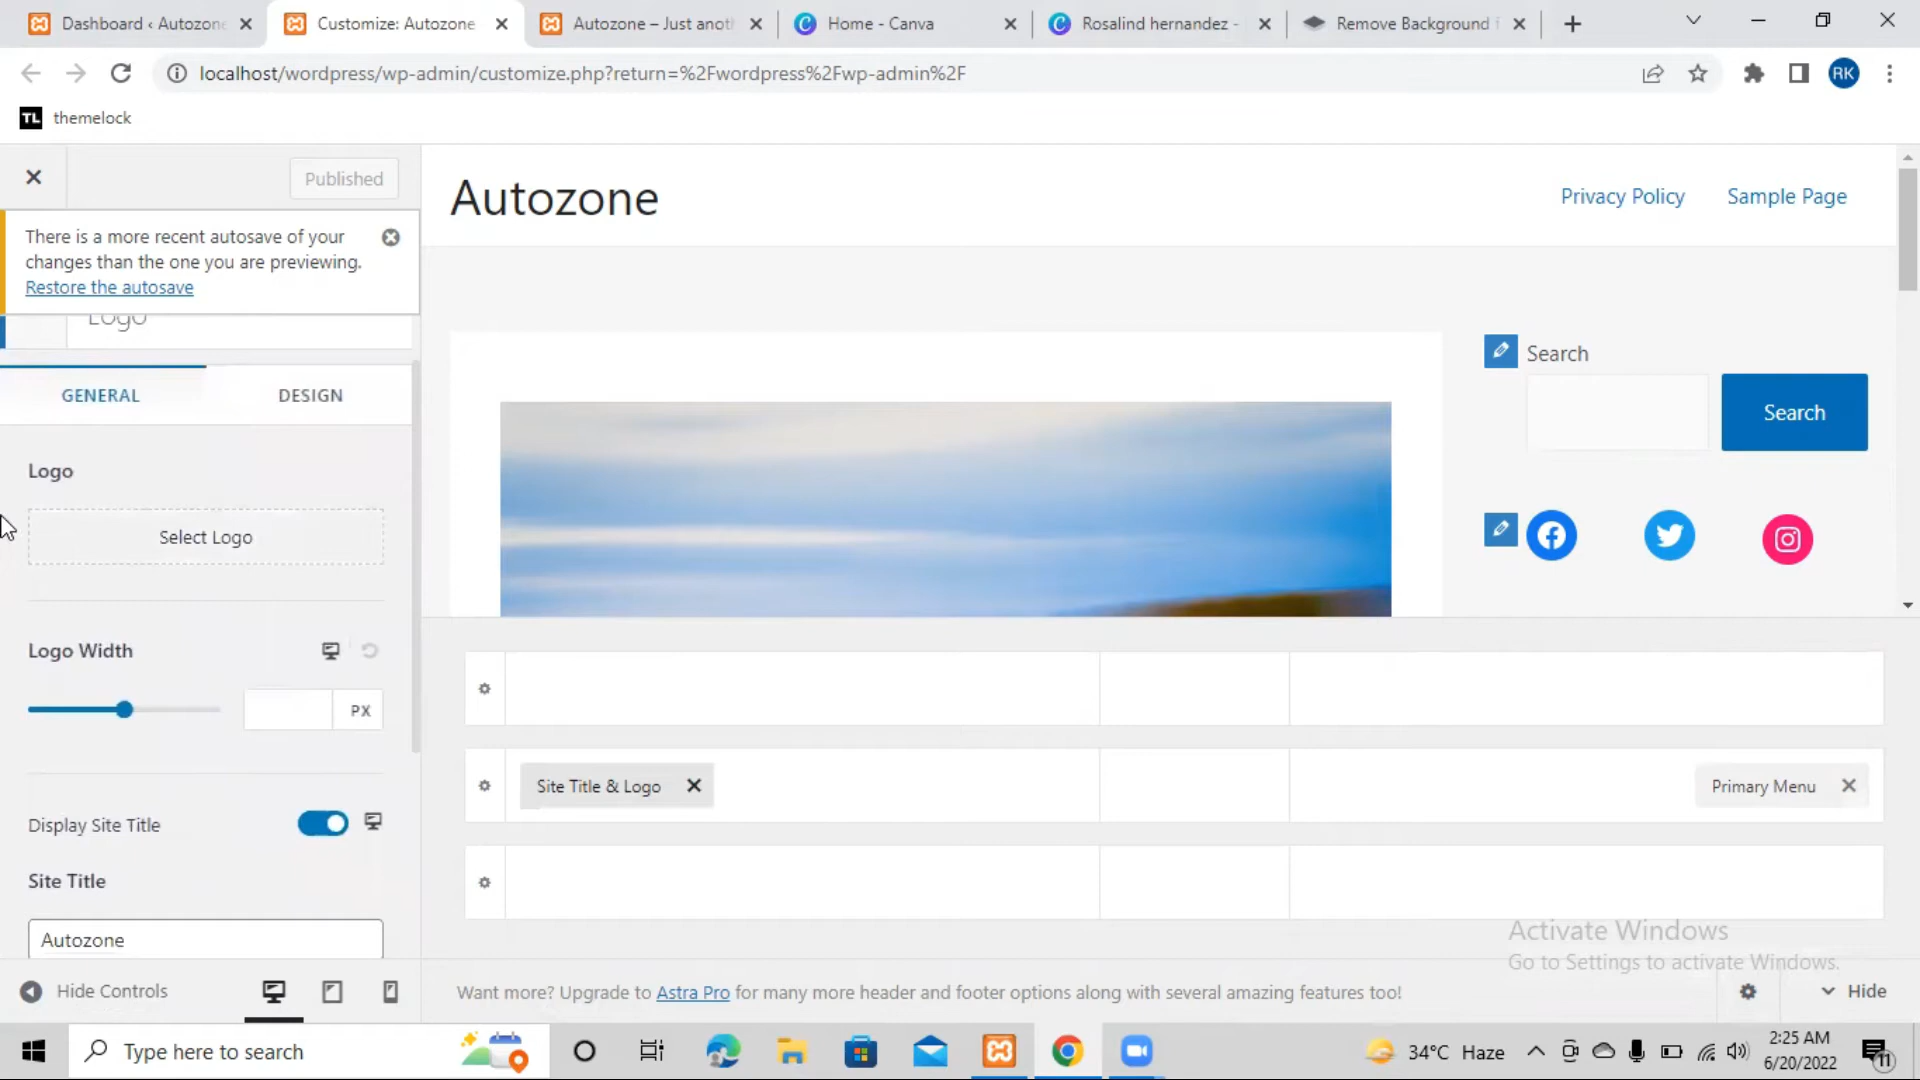 Dashboard ‹ Autozone
Customize: Autozone
Autozone – Just anoth
Home - Canva
Rosalind hernandez -
Remove Background f
localhost/wordpress/wp-admin/customize.php?return=%2Fwordpress%2Fwp-admin%2F
RK
TL themelock
Published
There is a more recent autosave of your
changes than the one you are previewing.
Restore the autosave
Logo
GENERAL
DESIGN
Logo
Select Logo
Logo Width
PX
Display Site Title
Site Title
Autozone
Hide Controls
Autozone
Privacy Policy
Sample Page
Search
Search
Site Title & Logo
Primary Menu
Activate Windows
Go to Settings to activate Windows.
Want more? Upgrade to Astra Pro for many more header and footer options along with several amazing features too!
Hide
Type here to search
34°C Haze
2:25 AM
6/20/2022
11